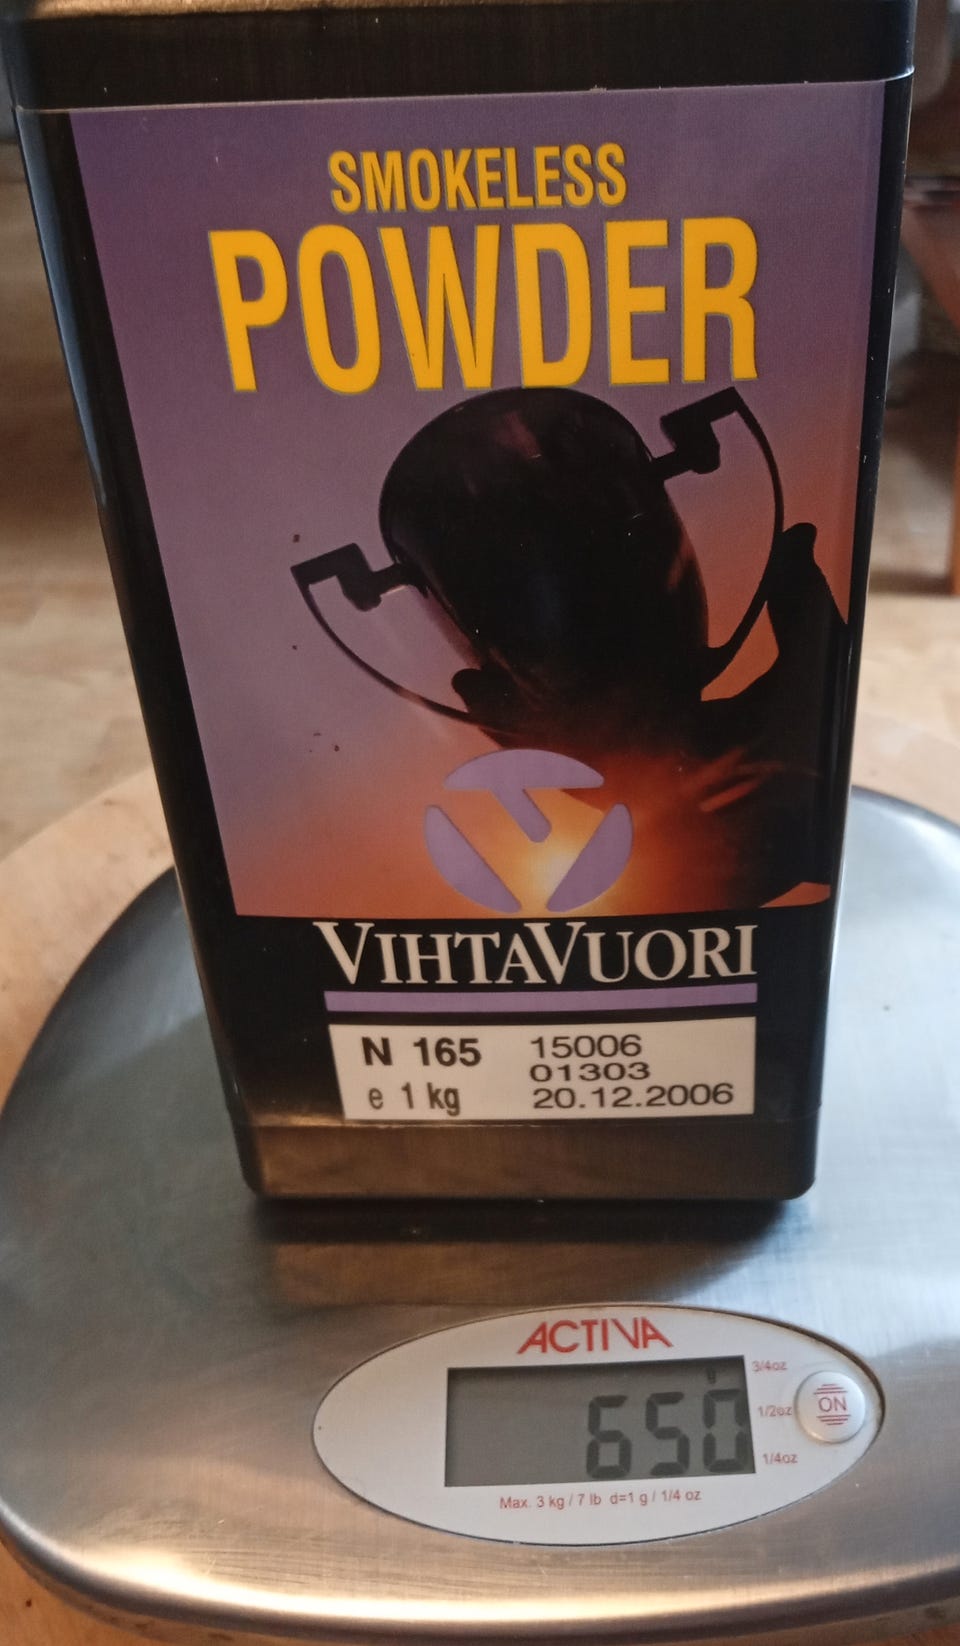 SMOKELESS
POWDER
VIHTAVUORI
N 165
e 1 kg
15006
01303
20.12.2006
ACTIVA
g
650
3/4oz
1/2oz
1/4oz
ON
Max. 3 kg / 7 lb d=1 g / 1/4 oz